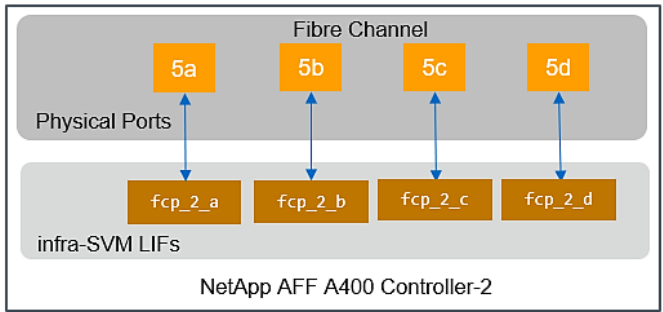 Fibre Channel
5a 5b 5c 5d
Physical Ports
fcp_2_a fcp_2_b fcp_2_c fcp_2_d
infra-SVM LIFs
NetApp AFF A400 Controller-2